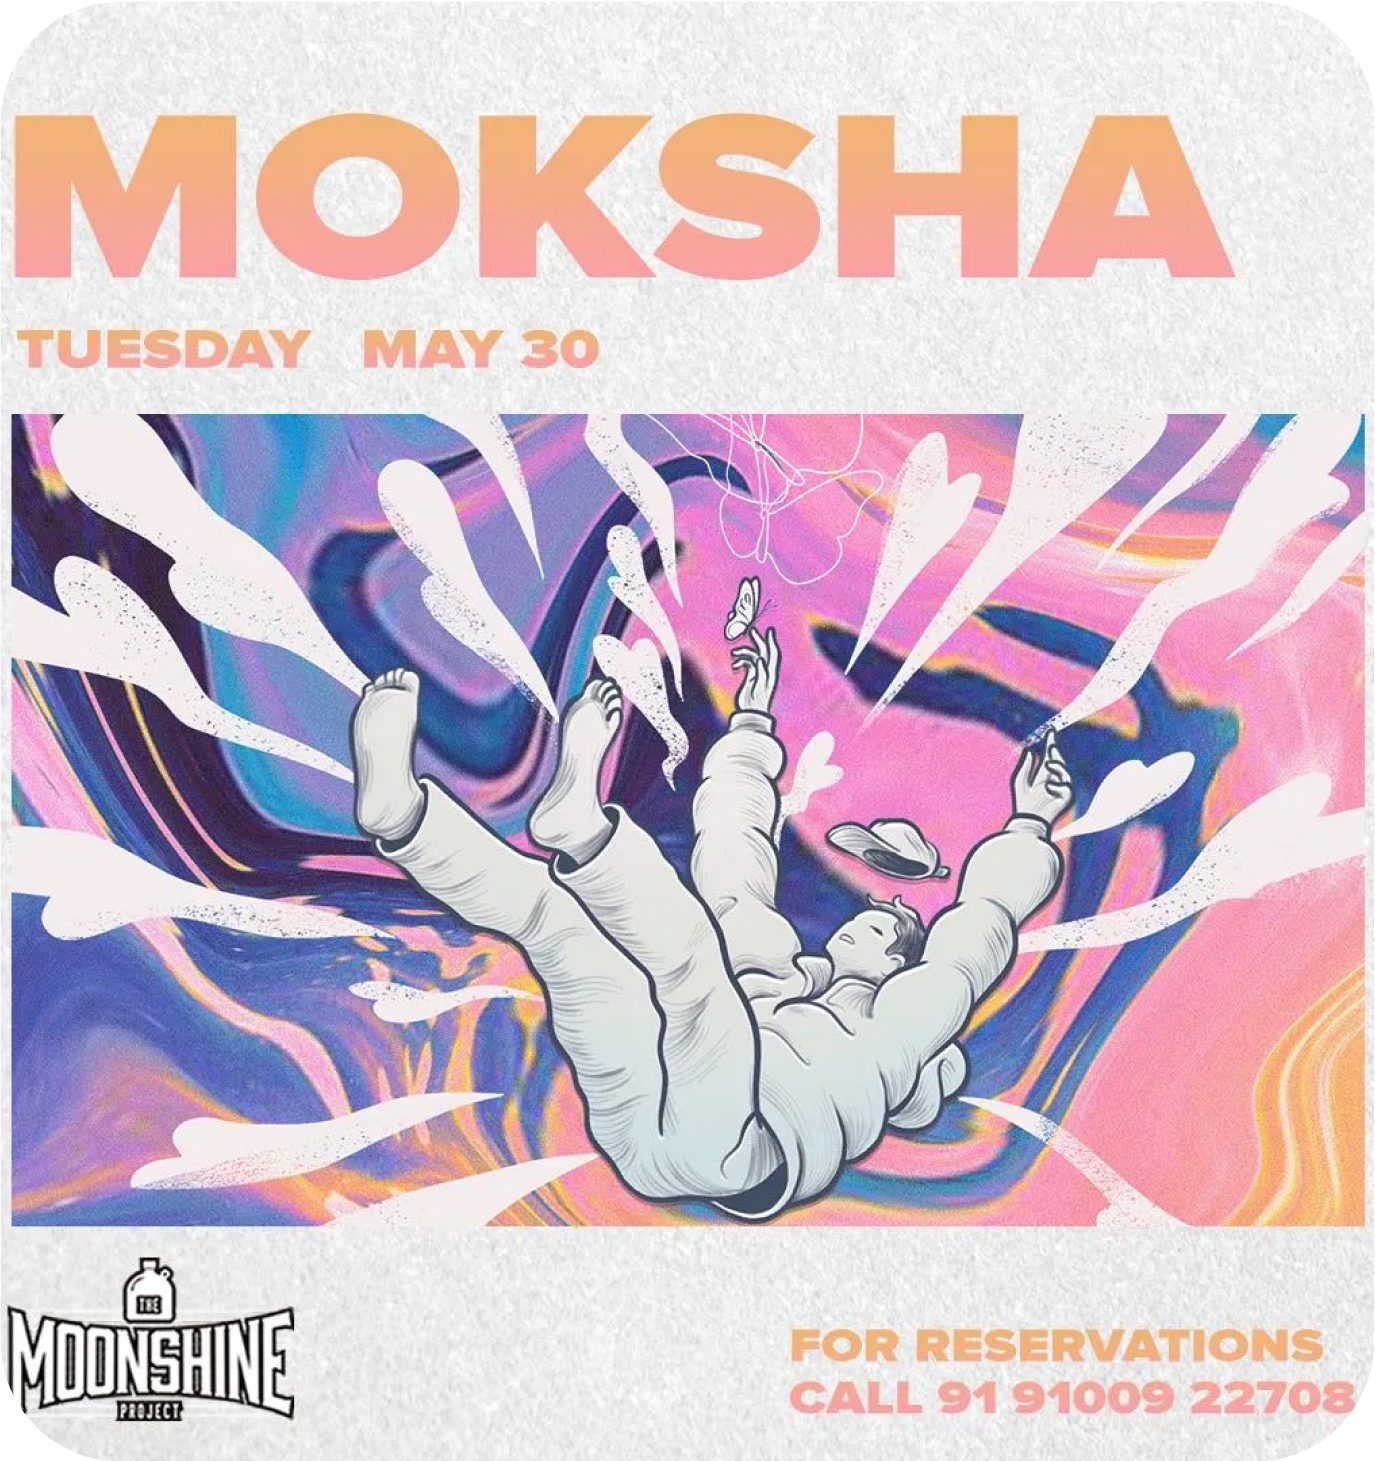 MOKSHA
TUESDAY MAY 30
THE
MOONSHINE
PROJECT
FOR RESERVATIONS
CALL 91 91009 22708